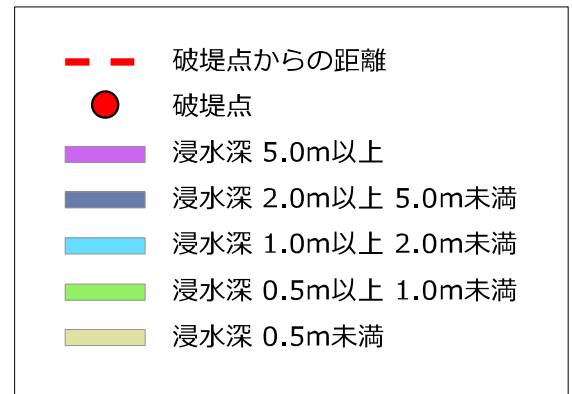 破堤点からの距離
破堤点
浸水深 5.0m以上
浸水深 2.0m以上 5.0m未満
浸水深 1.0m以上 2.0m未満
浸水深 0.5m以上 1.0m未満
浸水深 0.5m未満